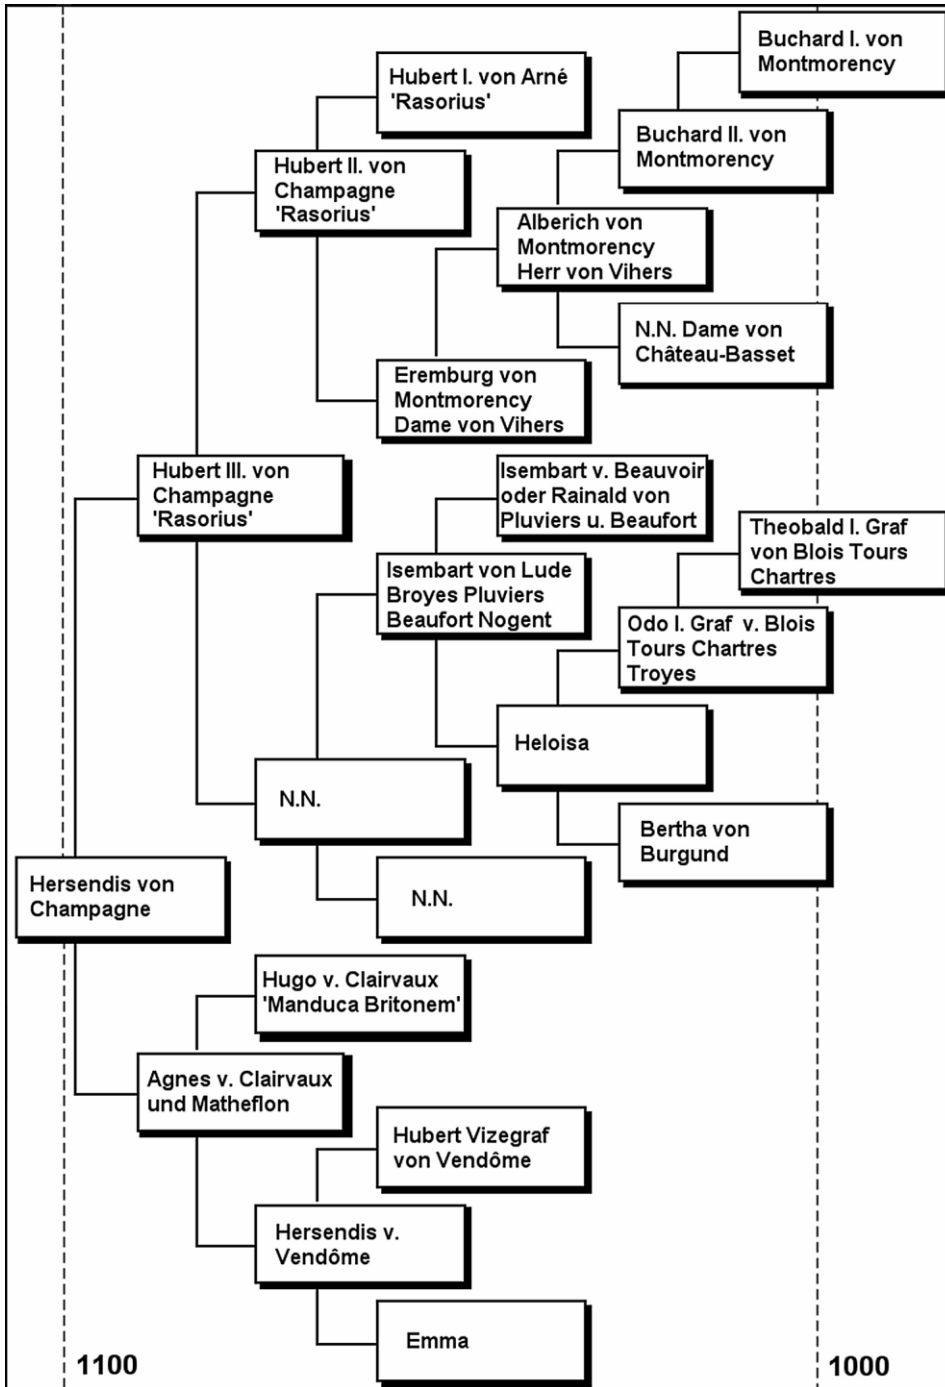 Buchard I. von
Montmorency
Hubert I. von Arné
'Rasorius'
Buchard II. von
Montmorency
Hubert II. von
Champagne
'Rasorius'
Alberich von
Montmorency
Herr von Vihers
N.N. Dame von
Château-Basset
Eremburg von
Montmorency
Dame von Vihers
Hubert III. von
Champagne
'Rasorius'
Isembart v. Beauvoir
oder Rainald von
Pluviers u. Beaufort
Theobald I. Graf
von Blois Tours
Chartres
Isembart von Lude
Broyes Pluviers
Beaufort Nogent
Odo I. Graf v. Blois
Tours Chartres
Troyes
Heloisa
N.N.
Bertha von
Burgund
Hersendis von
Champagne
N.N.
Hugo v. Clairvaux
'Manduca Britonem'
Agnes v. Clairvaux
und Matheflon
Hubert Vizegraf
von Vendôme
Hersendis v.
Vendôme
Emma
1100
1000